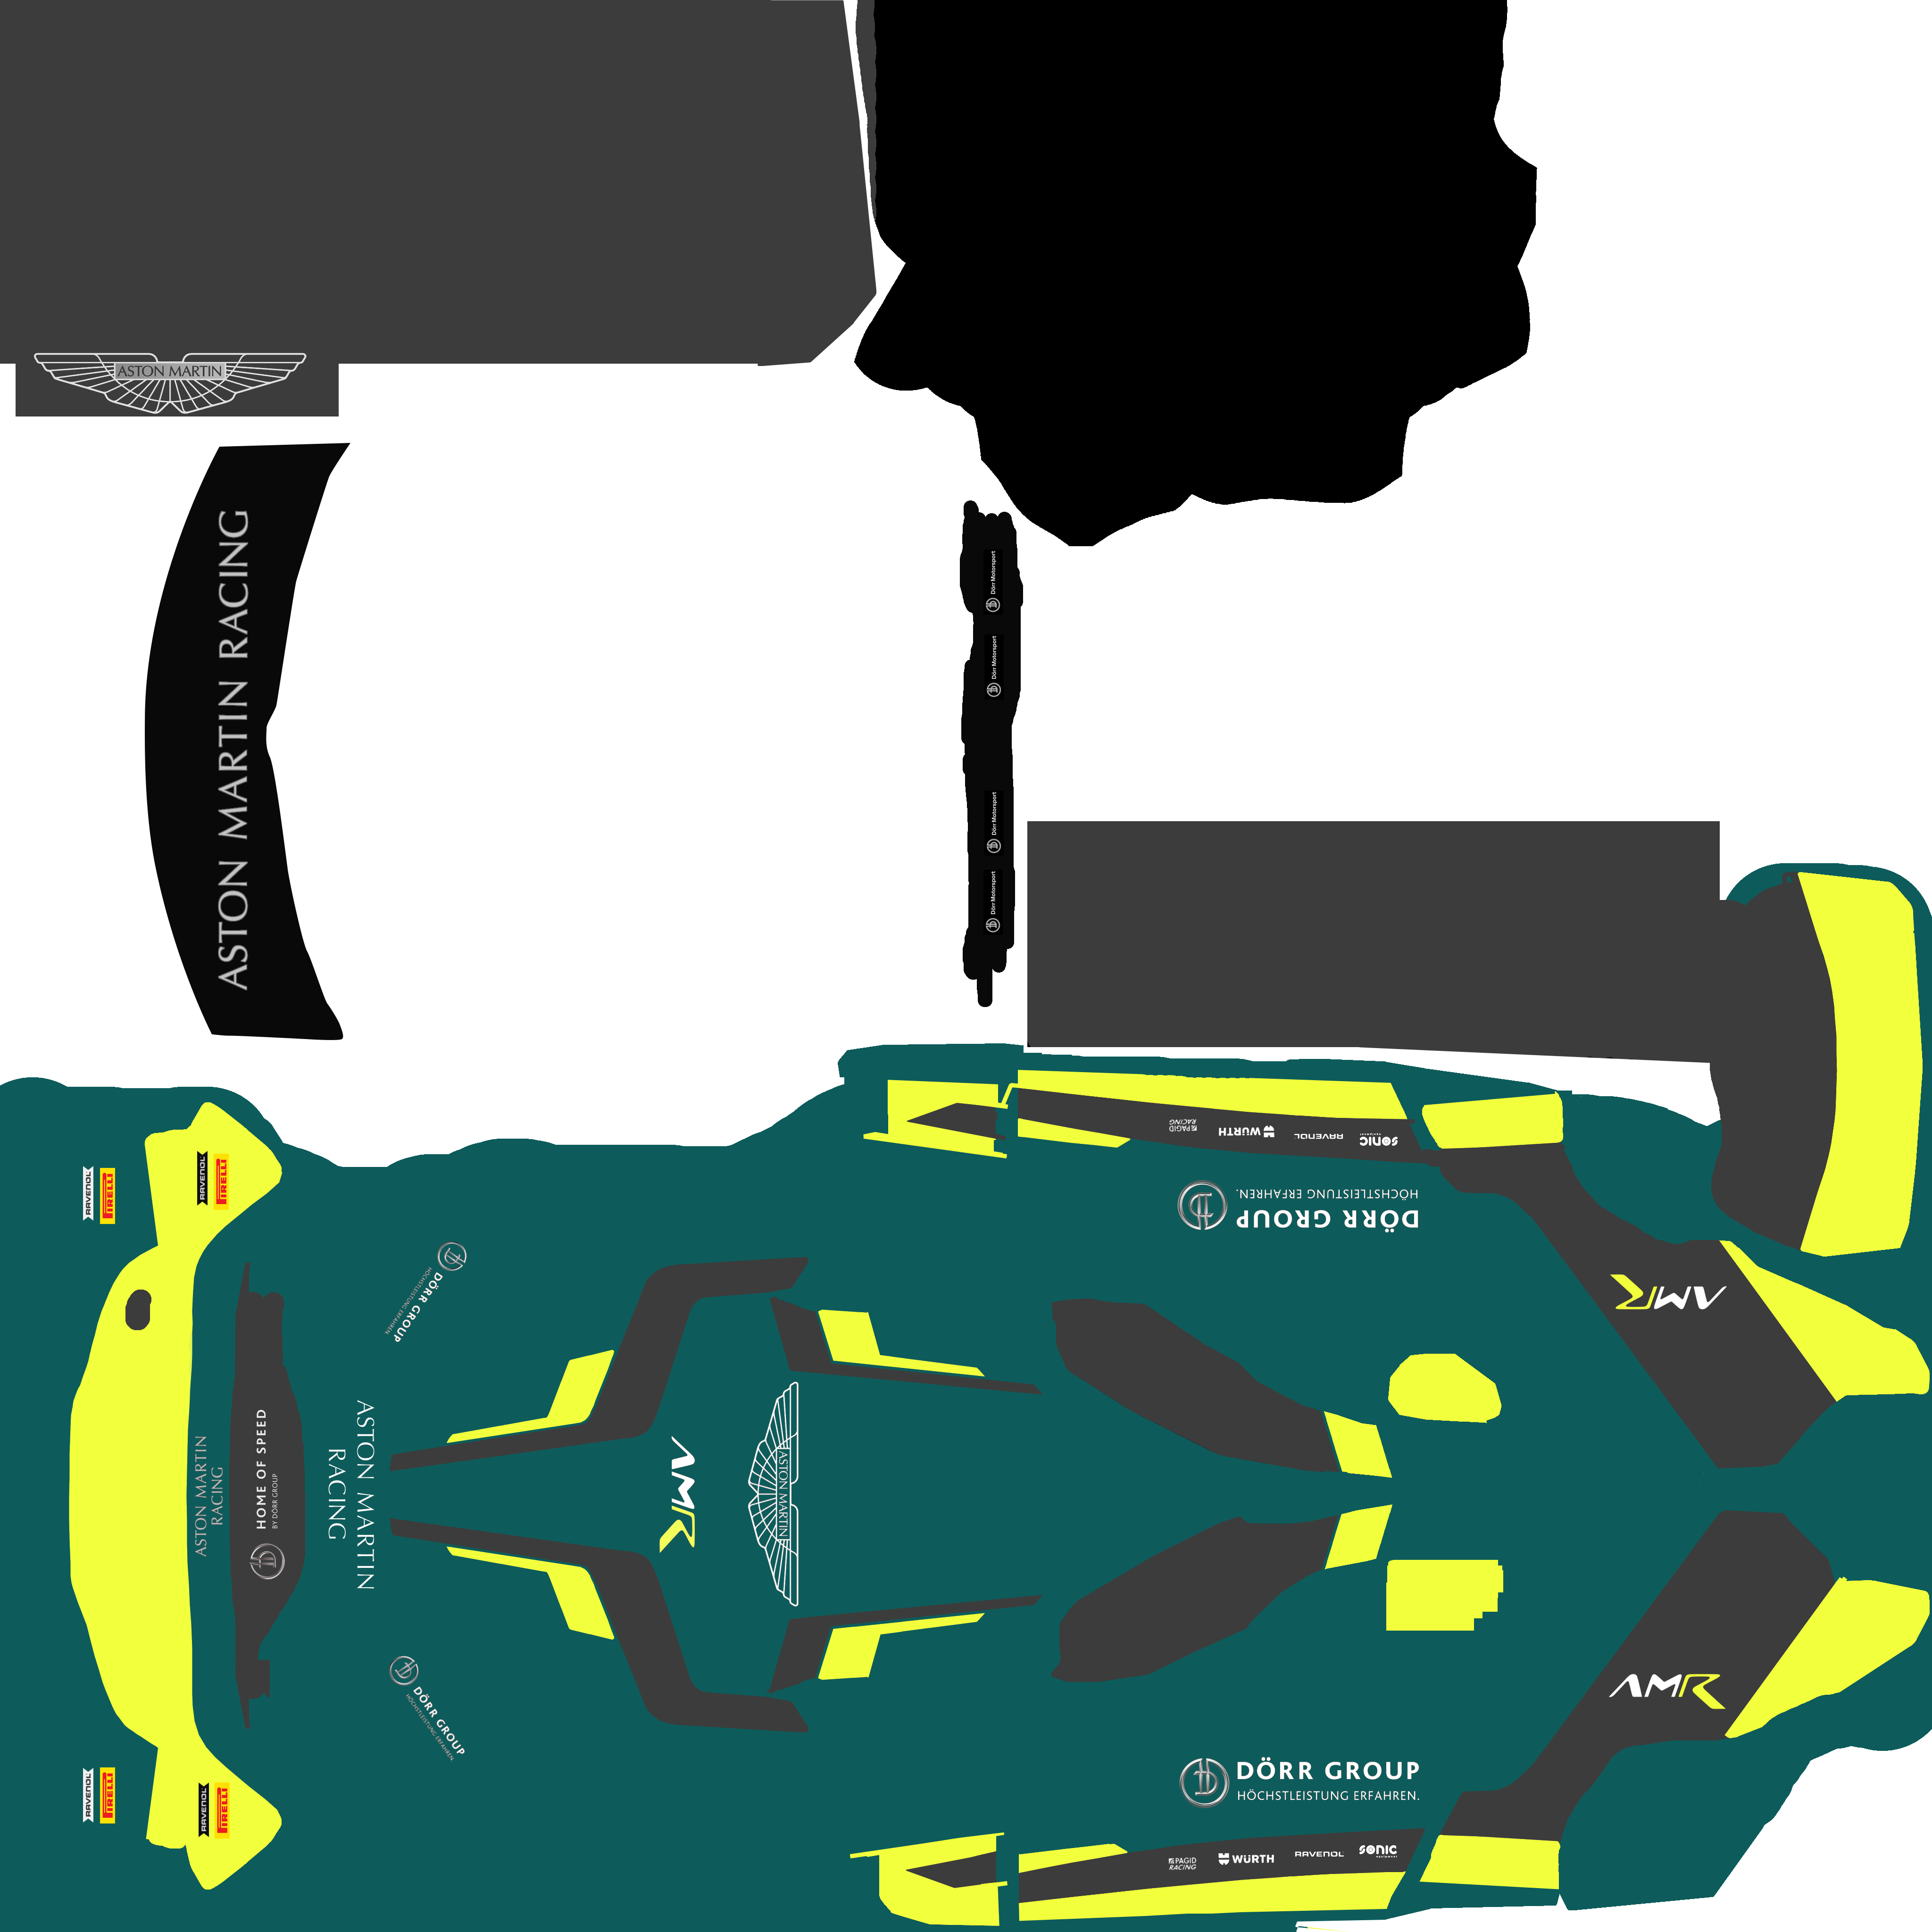 ASTON MARTIN
ASTON MARTIN RACING
Dörr Motorsport
Dörr Motorsport
Dörr Motorsport
Dörr Motorsport
PAGID
RACING
WÜRTH
RAVENOL
SONIC
equipment
HÖCHSTLEISTUNG ERFAHREN.
DÖRR GROUP
RAVENOL
PIRELLI
RAVENOL
PIRELLI
DÖRR GROUP
HÖCHSTLEISTUNG ERFAHREN
AMR
ASTON MARTIN
RACING
HOME OF SPEED
BY DÖRR GROUP
ASTON MARTIN
RACING
AMR
ASTON MARTIN
DÖRR GROUP
HÖCHSTLEISTUNG ERFAHREN
AMR
RAVENOL
PIRELLI
RAVENOL
PIRELLI
DÖRR GROUP
HÖCHSTLEISTUNG ERFAHREN.
PAGID
RACING
WÜRTH
RAVENOL
SONIC
equipment